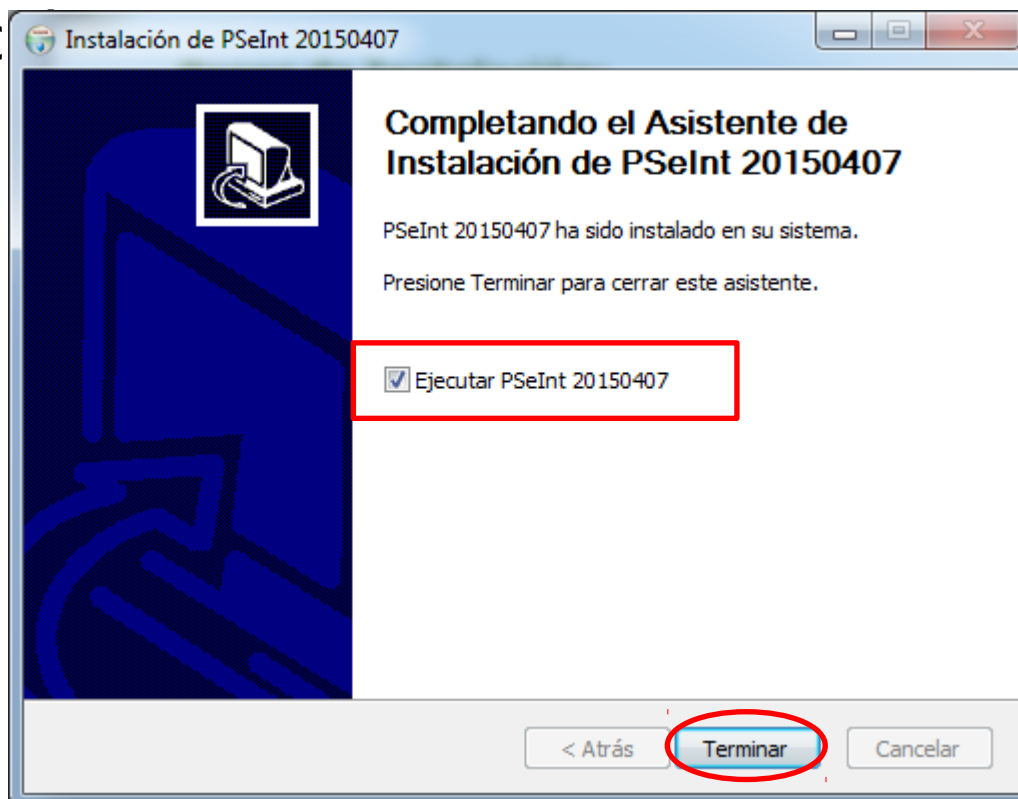 Instalación de PSeInt 20150407
Completando el Asistente de
Instalación de PSeInt 20150407
PSeInt 20150407 ha sido instalado en su sistema.
Presione Terminar para cerrar este asistente.
Ejecutar PSeInt 20150407
< Atrás
Terminar
Cancelar